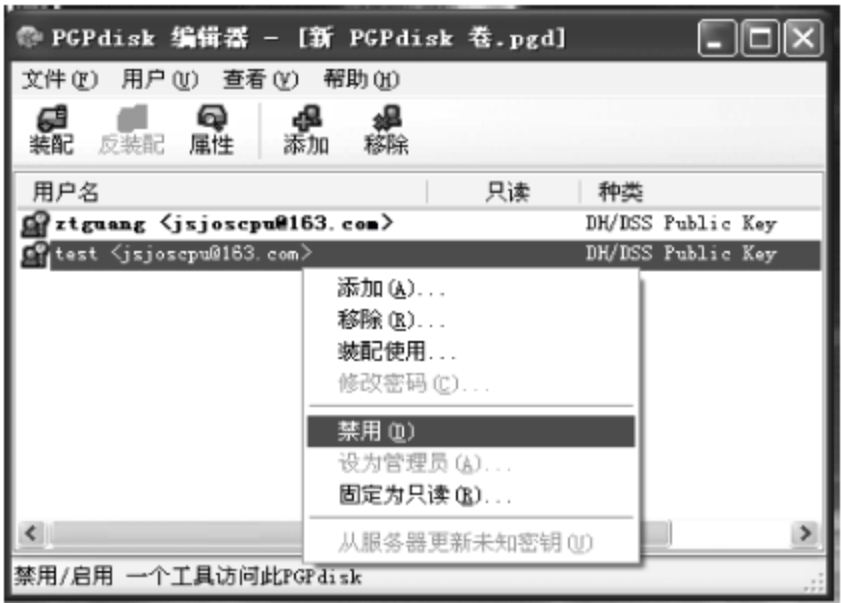 PGPdisk 编辑器 - [新 PGPdisk 卷.pgd]
文件(F) 用户(U) 查看(V) 帮助(H)
装配 反装配 属性 添加 移除
用户名 只读 种类
ztguang <jsjoscpu@163.com> DH/DSS Public Key
test <jsjoscpu@163.com> DH/DSS Public Key
添加(A)...
移除(R)...
装配使用...
修改密码(C)...
禁用(D)
设为管理员(A)...
固定为只读(R)...
从服务器更新未知密钥(U)
禁用/启用 一个工具访问此PGPdisk